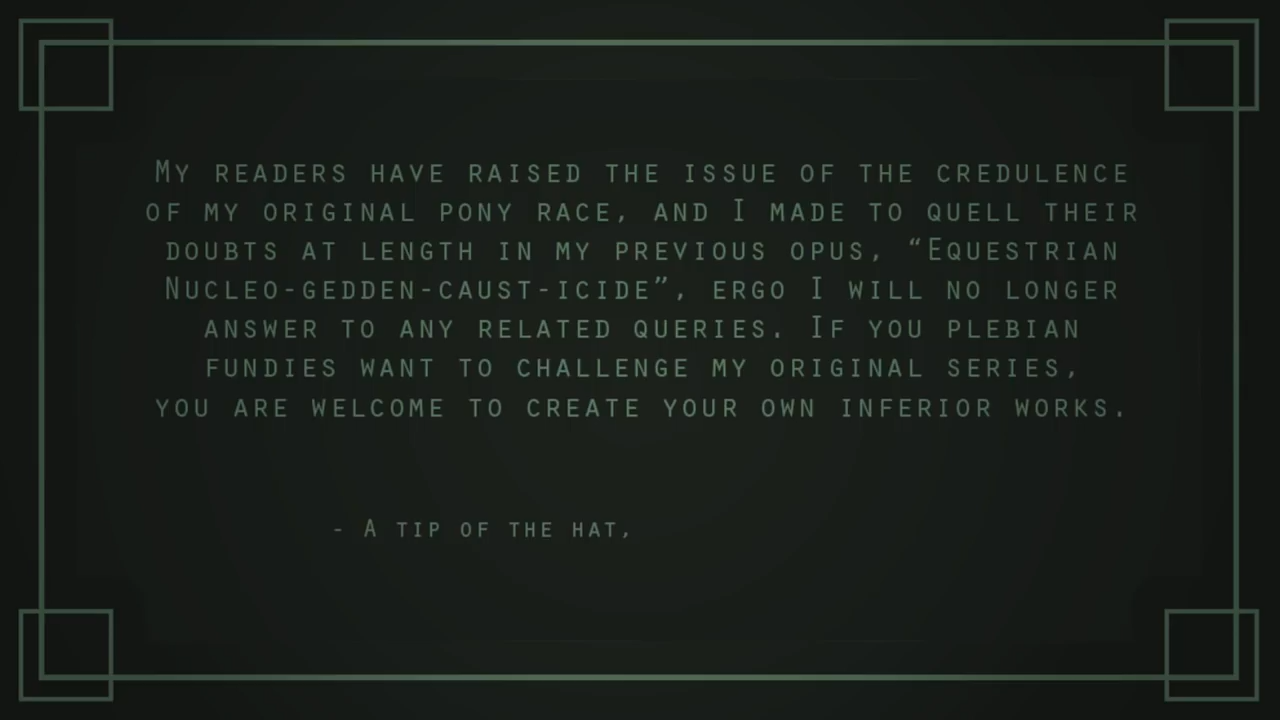 My readers have raised the issue of the credulence
of my original pony race, and I made to quell their
doubts at length in my previous opus, “Equestrian
Nucleo-gedden-caust-icide”, ergo I will no longer
answer to any related queries. If you plebian
fundies want to challenge my original series,
you are welcome to create your own inferior works.
- A tip of the hat,